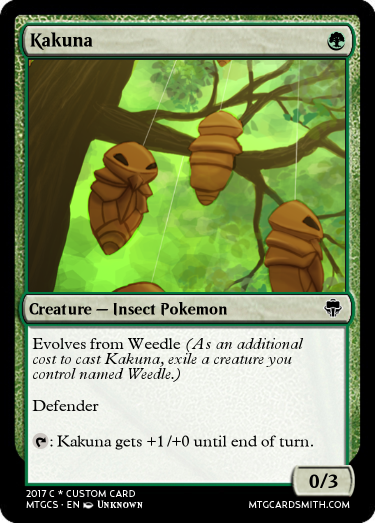 Kakuna
Creature — Insect Pokemon
Evolves from Weedle (As an additional
cost to cast Kakuna, exile a creature you
control named Weedle.)
Defender
: Kakuna gets +1/+0 until end of turn.
0/3
2017 C * CUSTOM CARD
MTGCS · EN Unknown
MTGCARDSMITH.COM